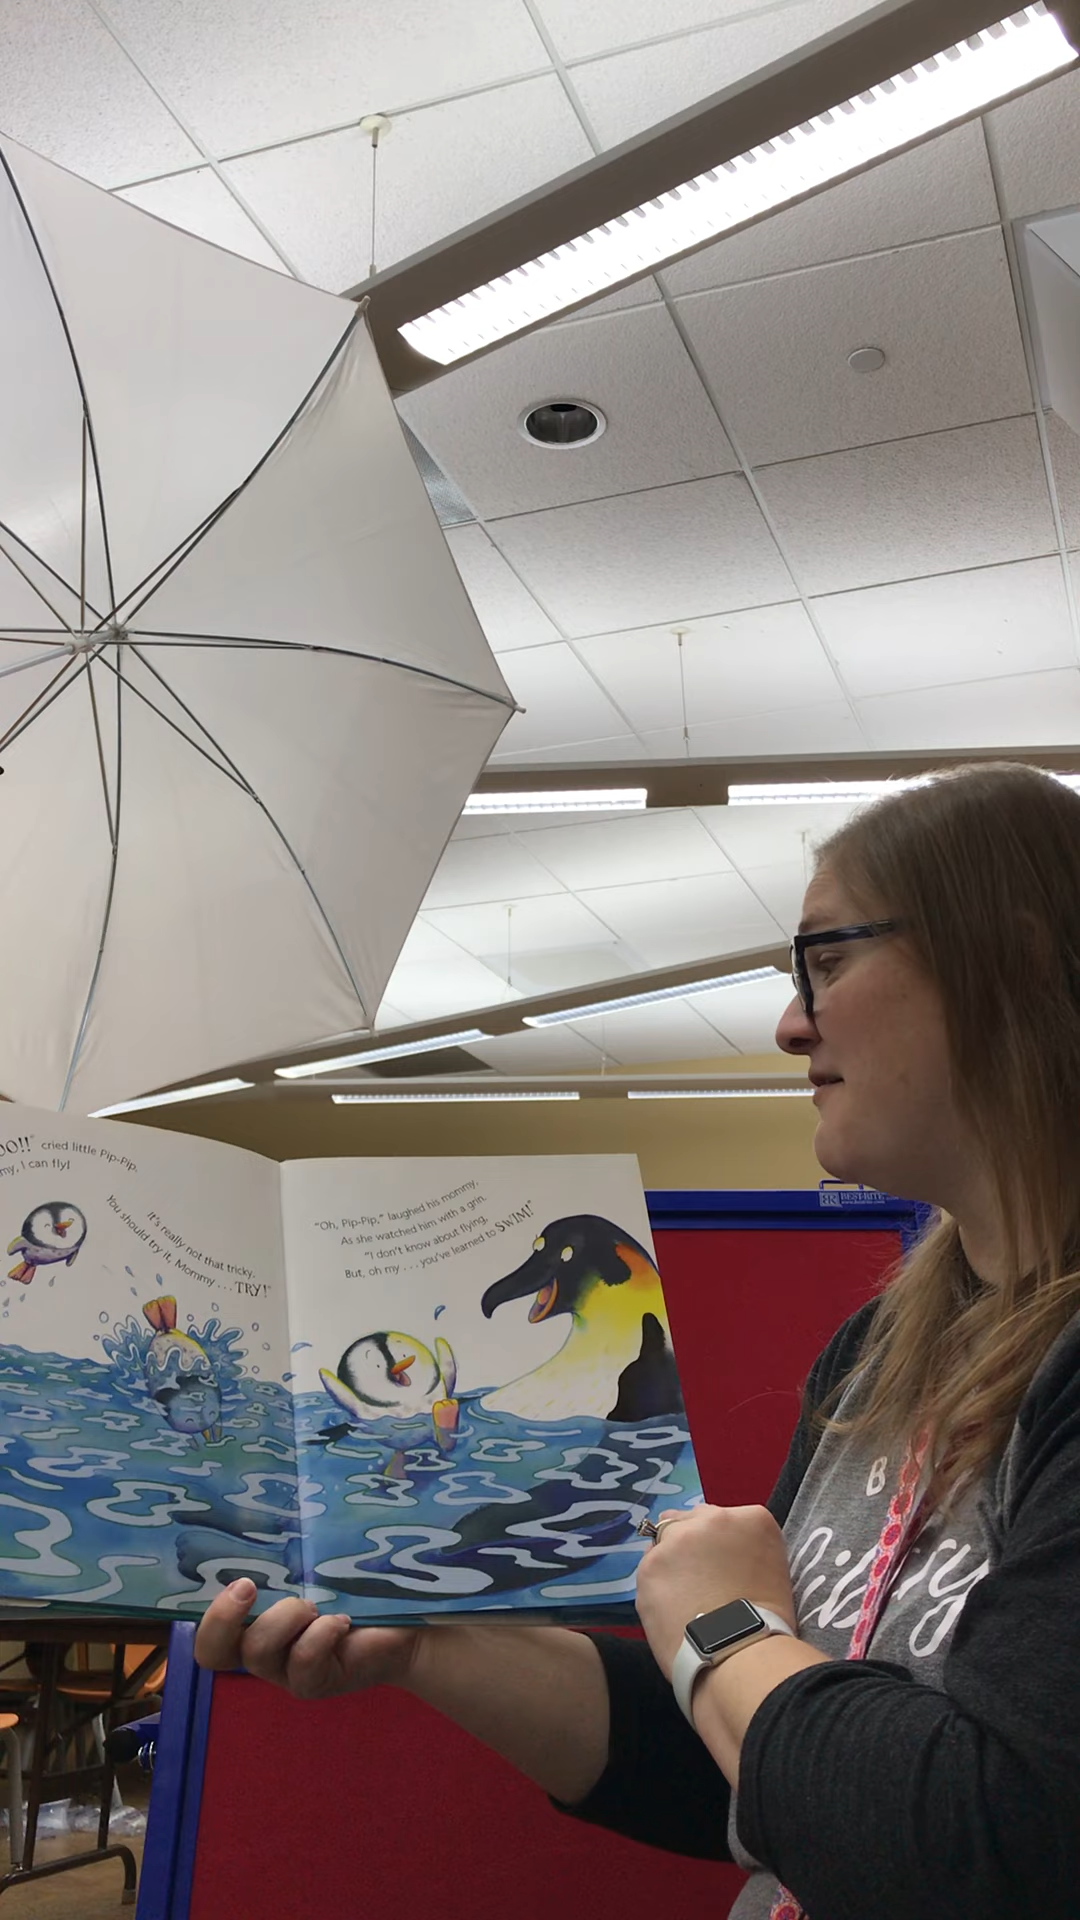 OO!!" cried little Pip-Pip.
my, I can fly!
It's really not that tricky.
You should try it, Mommy . . . TRY!"
"Oh, Pip-Pip," laughed his mommy,
As she watched him with a grin.
"I don't know about flying,
But, oh my . . . you've learned to SWIM!"
BEST-RITE
B